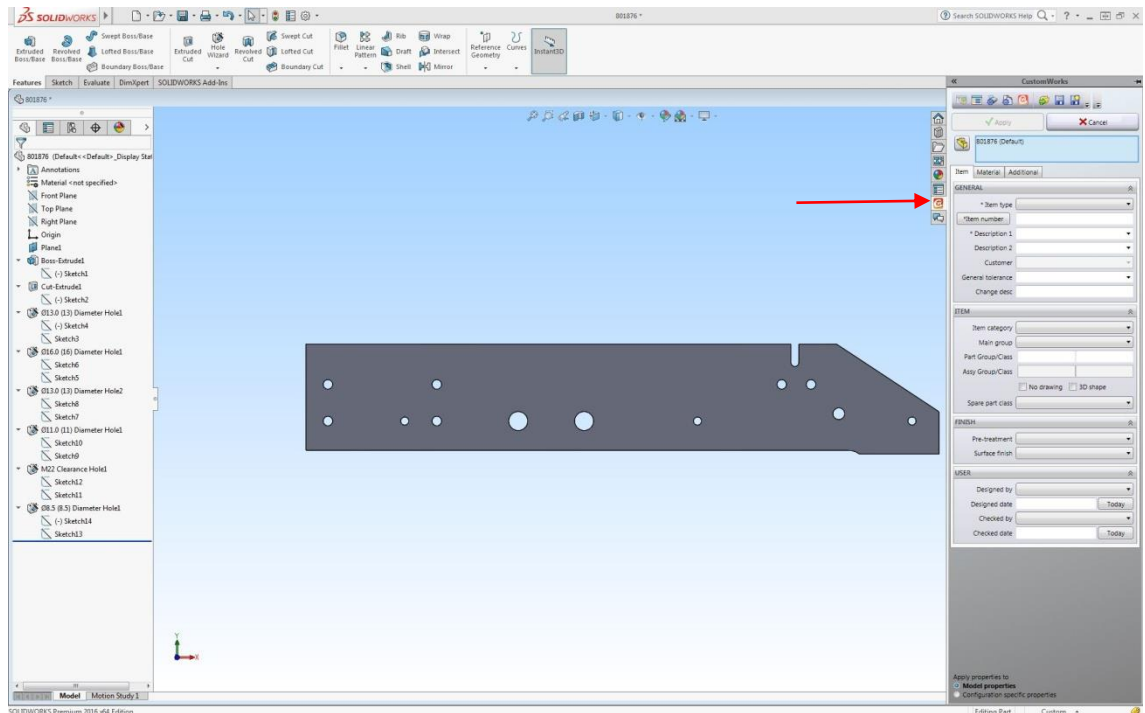 SOLIDWORKS
801876 *
Search SOLIDWORKS Help
Extruded Boss/Base
Revolved Boss/Base
Swept Boss/Base
Lofted Boss/Base
Boundary Boss/Base
Extruded Cut
Hole Wizard
Revolved Cut
Swept Cut
Lofted Cut
Boundary Cut
Fillet
Linear Pattern
Rib
Draft
Shell
Wrap
Intersect
Mirror
Reference Geometry
Curves
Instant3D
Features Sketch Evaluate DimXpert SOLIDWORKS Add-Ins
801876 *
801876 (Default<<Default>_Display Stat
Annotations
Material <not specified>
Front Plane
Top Plane
Right Plane
Origin
Plane1
Boss-Extrude1
(-) Sketch1
Cut-Extrude1
(-) Sketch2
Ø13.0 (13) Diameter Hole1
(-) Sketch4
Sketch3
Ø16.0 (16) Diameter Hole1
Sketch6
Sketch5
Ø13.0 (13) Diameter Hole2
Sketch8
Sketch7
Ø11.0 (11) Diameter Hole1
Sketch10
Sketch9
M22 Clearance Hole1
Sketch12
Sketch11
Ø8.5 (8.5) Diameter Hole1
(-) Sketch14
Sketch13
Y
X
Model Motion Study 1
SOLIDWORKS Premium 2016 x64 Edition
CustomWorks
Apply Cancel
801876 (Default)
Item Material Additional
GENERAL
* Item type
*Item number
* Description 1
Description 2
Customer
General tolerance
Change desc
ITEM
Item category
Main group
Part Group/Class
Assy Group/Class
No drawing 3D shape
Spare part class
FINISH
Pre-treatment
Surface finish
USER
Designed by
Designed date Today
Checked by
Checked date Today
Apply properties to
Model properties
Configuration specific properties
Editing Part Custom